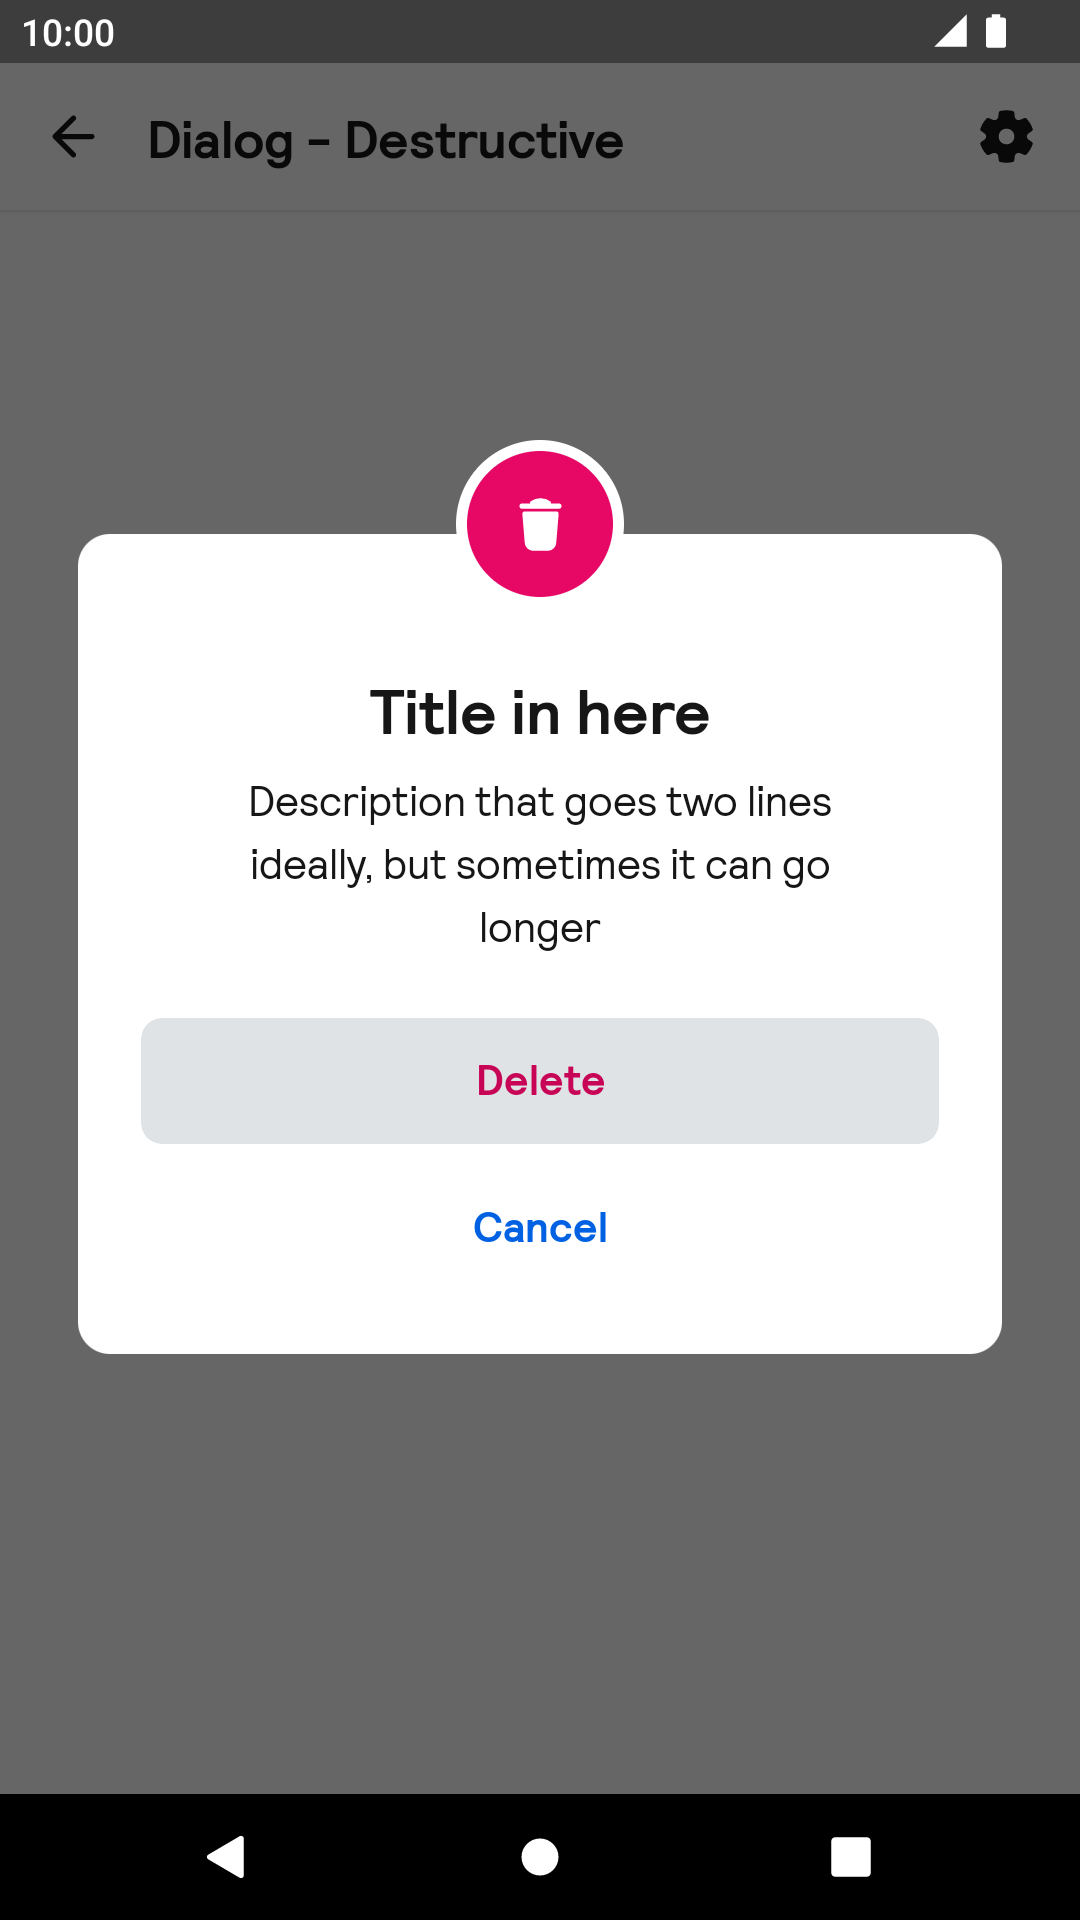 10:00
Dialog - Destructive
Title in here
Description that goes two lines
ideally, but sometimes it can go
longer
Delete
Cancel